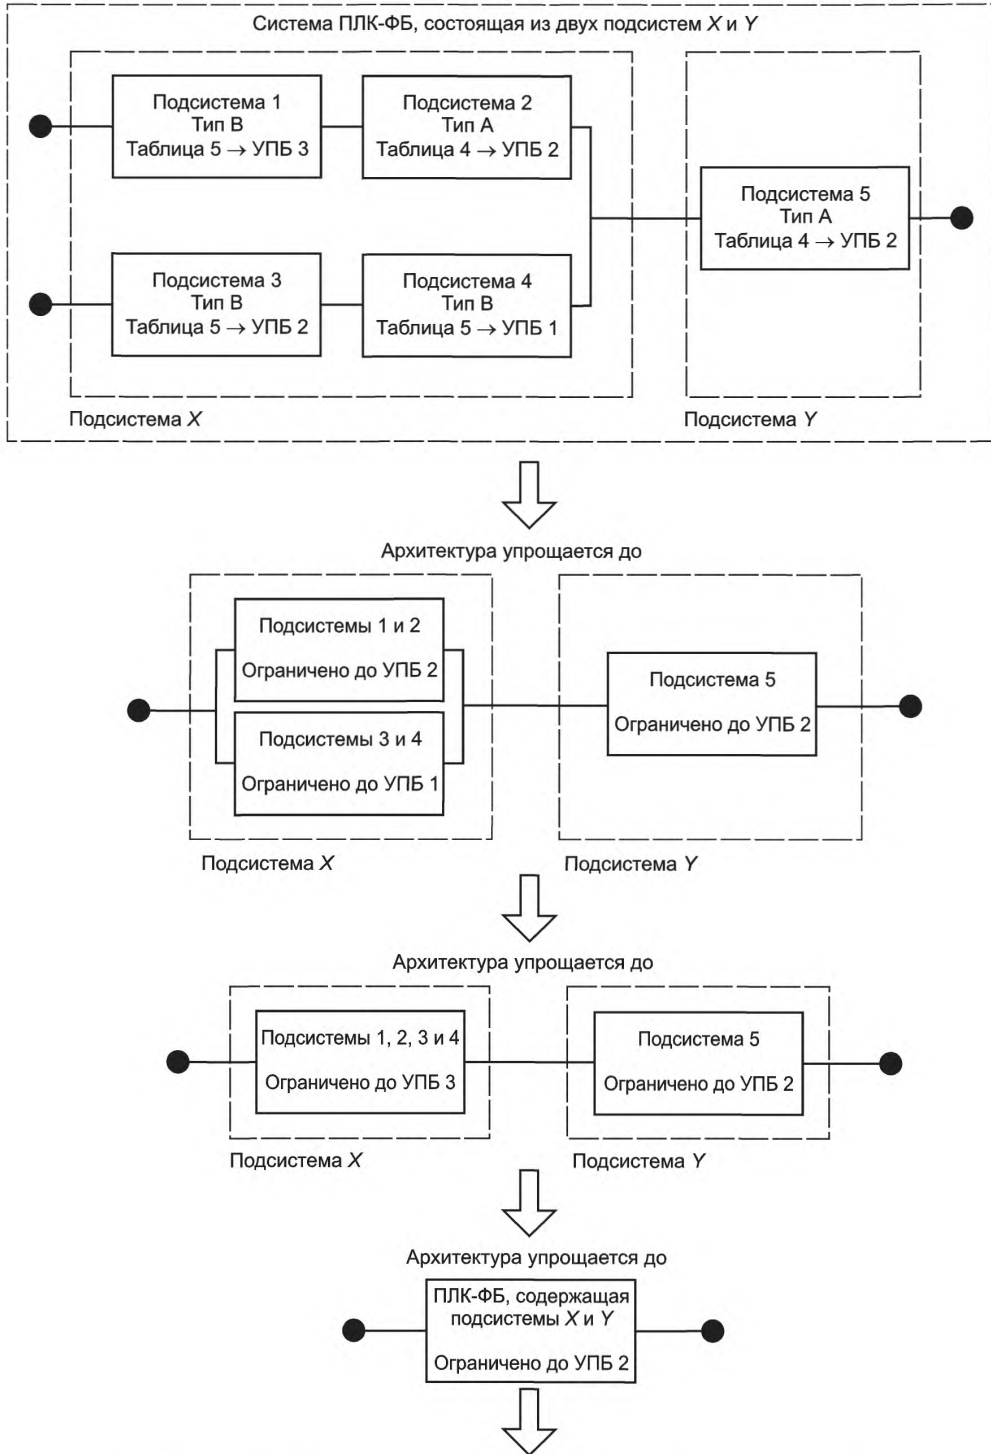 Система ПЛК-ФБ, состоящая из двух подсистем X и Y
Подсистема 1
Тип В
Таблица 5 → УПБ 3
Подсистема 2
Тип А
Таблица 4 → УПБ 2
Подсистема 3
Тип В
Таблица 5 → УПБ 2
Подсистема 4
Тип В
Таблица 5 → УПБ 1
Подсистема X
Подсистема 5
Тип А
Таблица 4 → УПБ 2
Подсистема Y
Архитектура упрощается до
Подсистемы 1 и 2
Ограничено до УПБ 2
Подсистемы 3 и 4
Ограничено до УПБ 1
Подсистема X
Подсистема 5
Ограничено до УПБ 2
Подсистема Y
Архитектура упрощается до
Подсистемы 1, 2, 3 и 4
Ограничено до УПБ 3
Подсистема X
Подсистема 5
Ограничено до УПБ 2
Подсистема Y
Архитектура упрощается до
ПЛК-ФБ, содержащая
подсистемы X и Y
Ограничено до УПБ 2